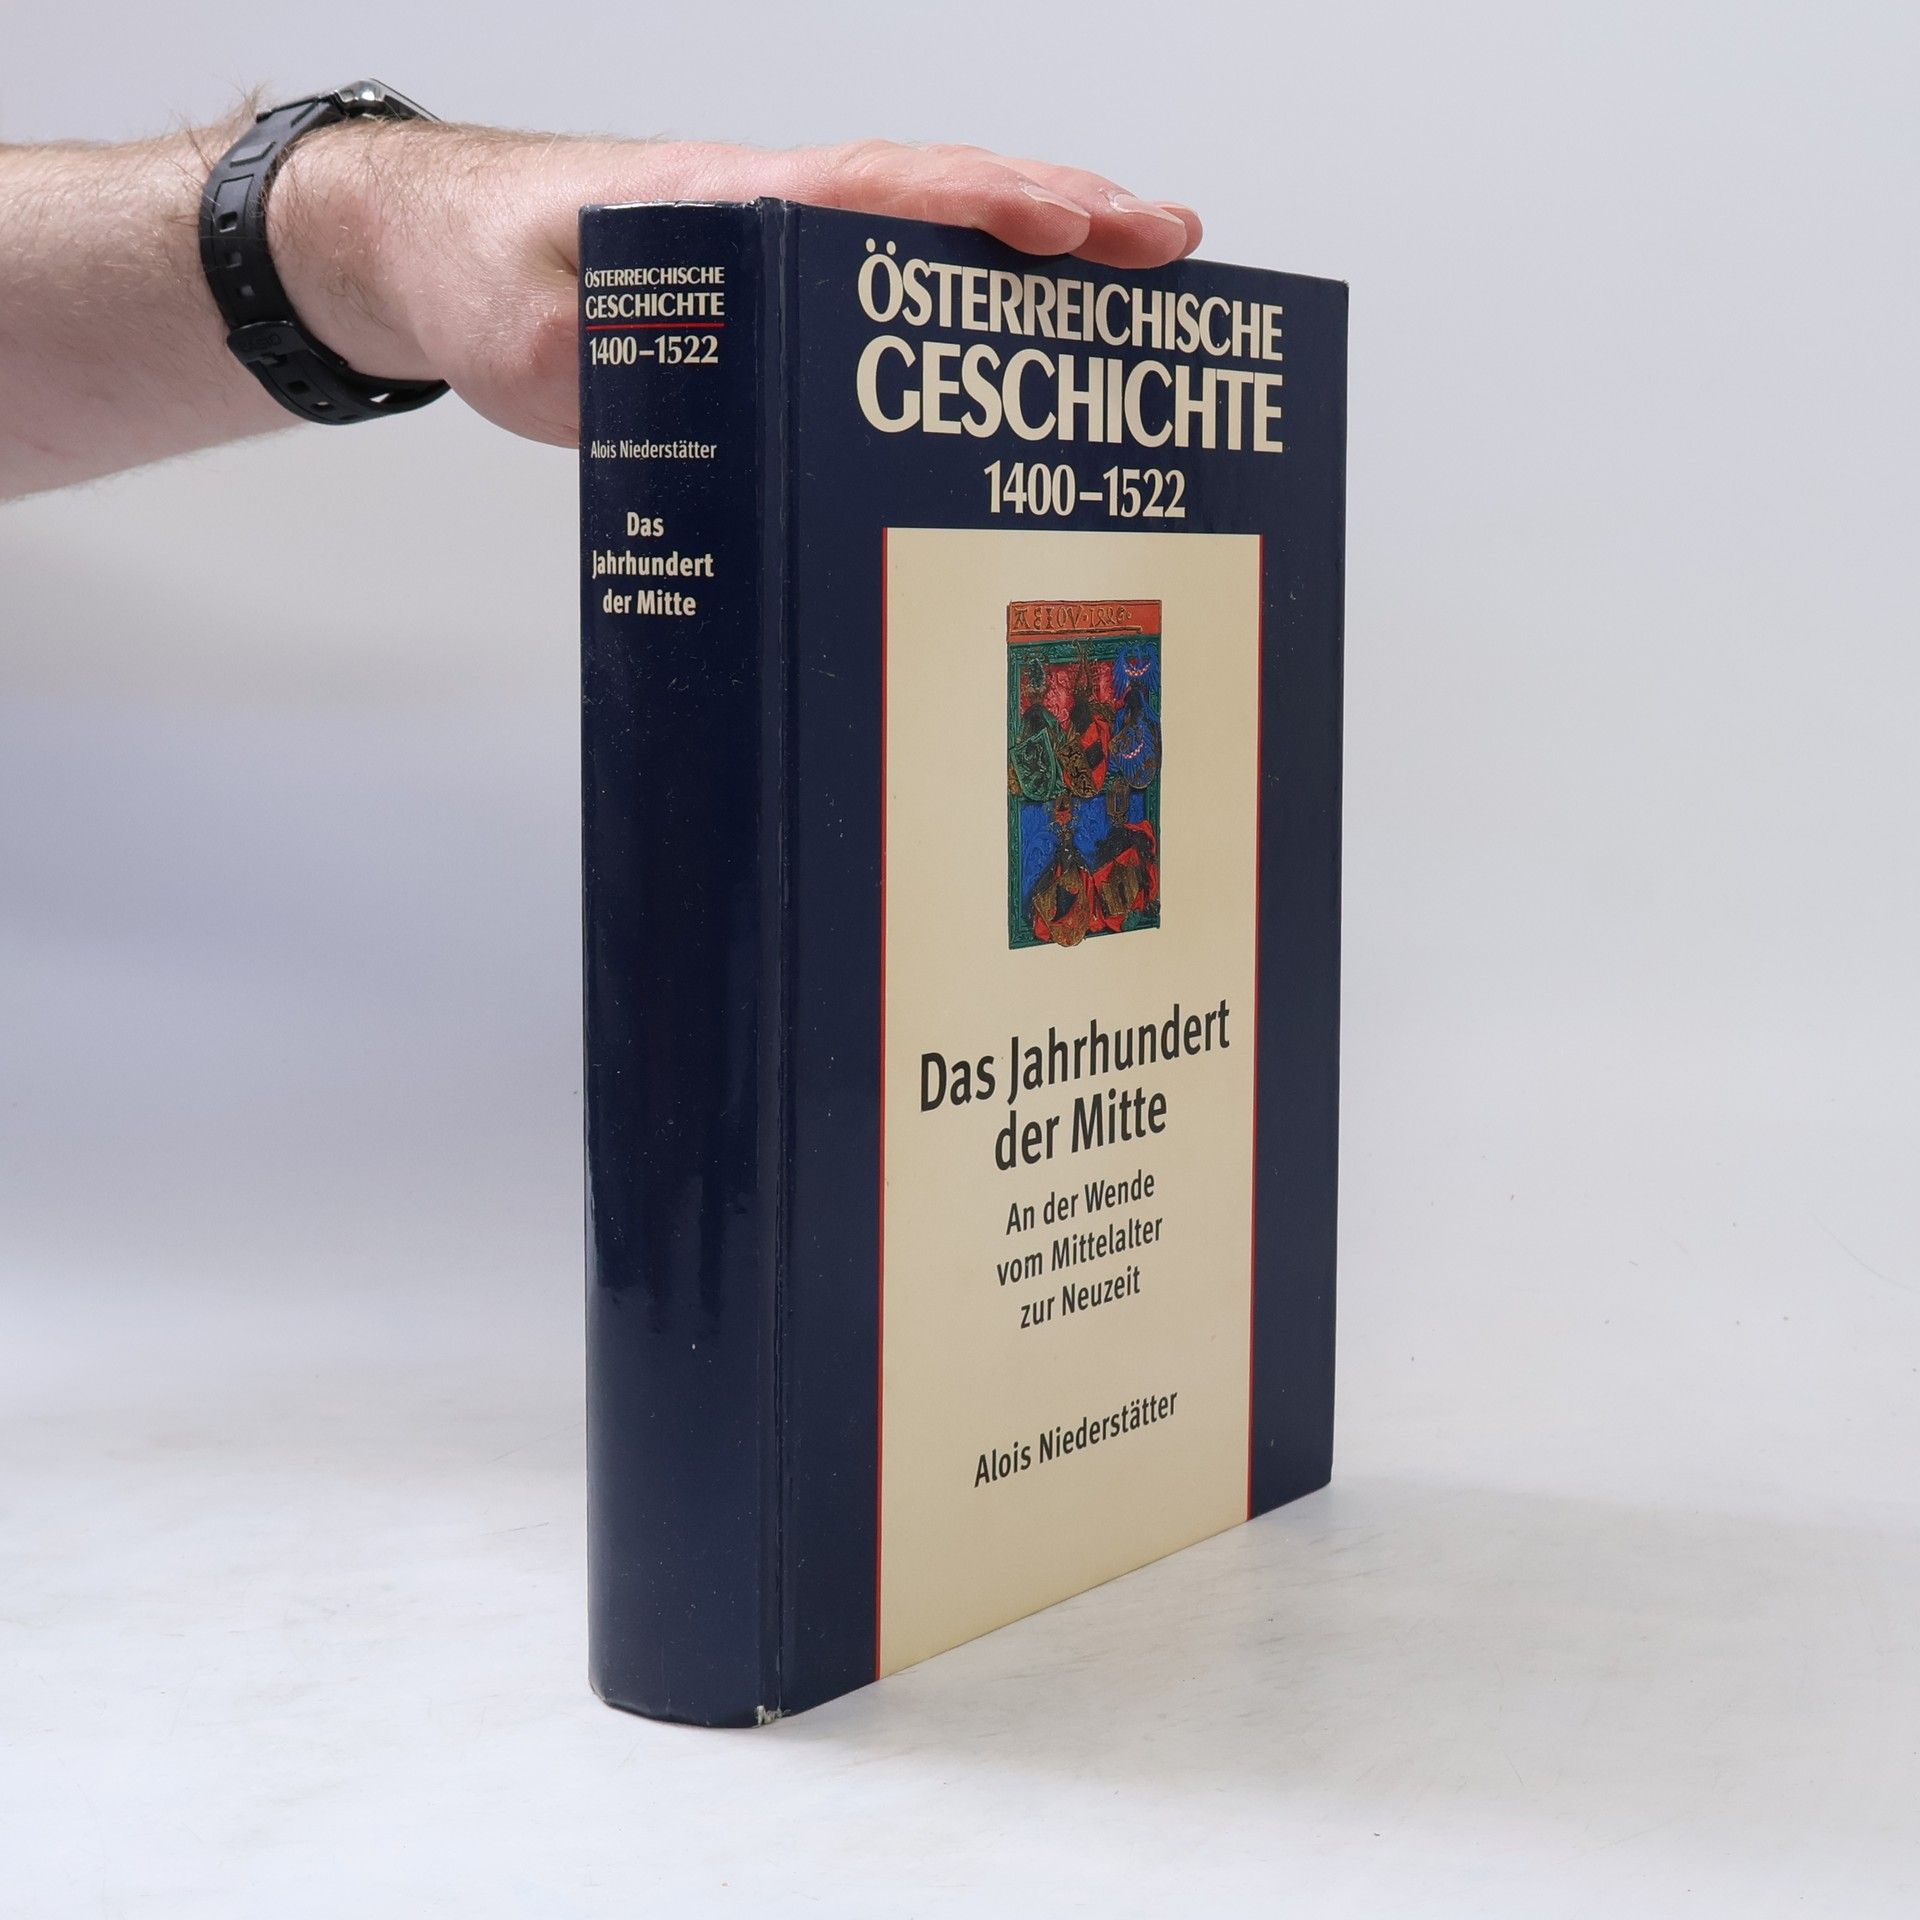 ÖSTERREICHISCHE
GESCHICHTE
1400–1522
Alois Niederstätter
Das
Jahrhundert
der Mitte
ÖSTERREICHISCHE
GESCHICHTE
1400–1522
Das Jahrhundert
der Mitte
An der Wende
vom Mittelalter
zur Neuzeit
Alois Niederstätter
CASIO